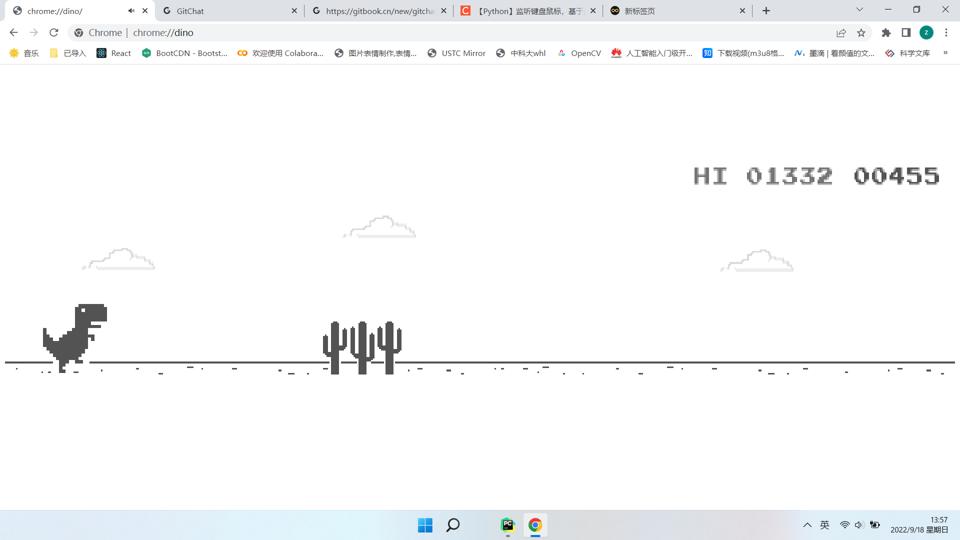 chrome://dino/
GitChat
https://gitbook.cn/new/gitcha
【Python】监听键盘鼠标，基于
新标签页
Chrome | chrome://dino
Z
音乐
已导入
React
BootCDN - Bootst...
欢迎使用 Colabora...
图片表情制作,表情...
USTC Mirror
中科大whl
OpenCV
人工智能入门极开...
下载视频(m3u8格...
墨滴 | 看颜值的文...
科学文库
»
HI 01332 00455
PC
英
13:57
2022/9/18 星期日